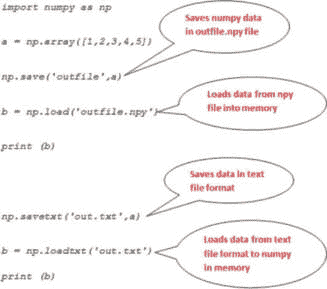 import numpy as np
a = np.array([1,2,3,4,5])
Saves numpy data
in outfile.npy file
np.save('outfile',a)
b = np.load('outfile.npy')
Loads data from npy
file into memory
print (b)
Saves data in text
file format
np.savetxt('out.txt',a)
b = np.loadtxt('out.txt')
Loads data from text
file format to numpy
in memory
print (b)